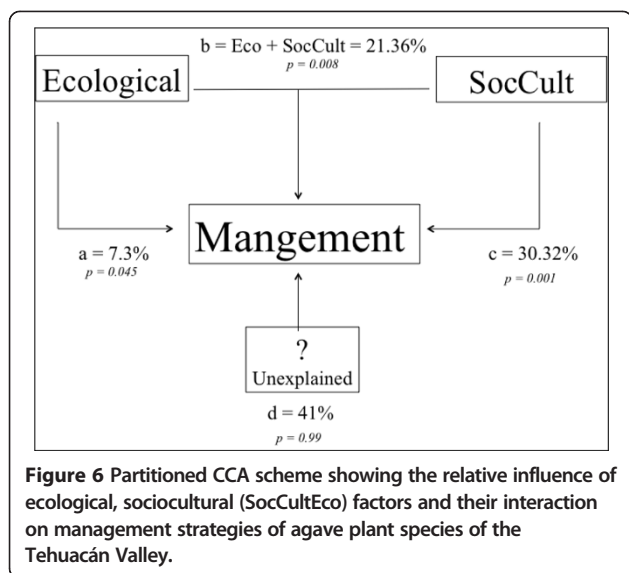 b = Eco + SocCult = 21.36%
p = 0.008
Ecological
SocCult
Mangement
a = 7.3%
p = 0.045
c = 30.32%
p = 0.001
?
Unexplained
d = 41%
p = 0.99
Figure 6 Partitioned CCA scheme showing the relative influence of
ecological, sociocultural (SocCultEco) factors and their interaction
on management strategies of agave plant species of the
Tehuacán Valley.